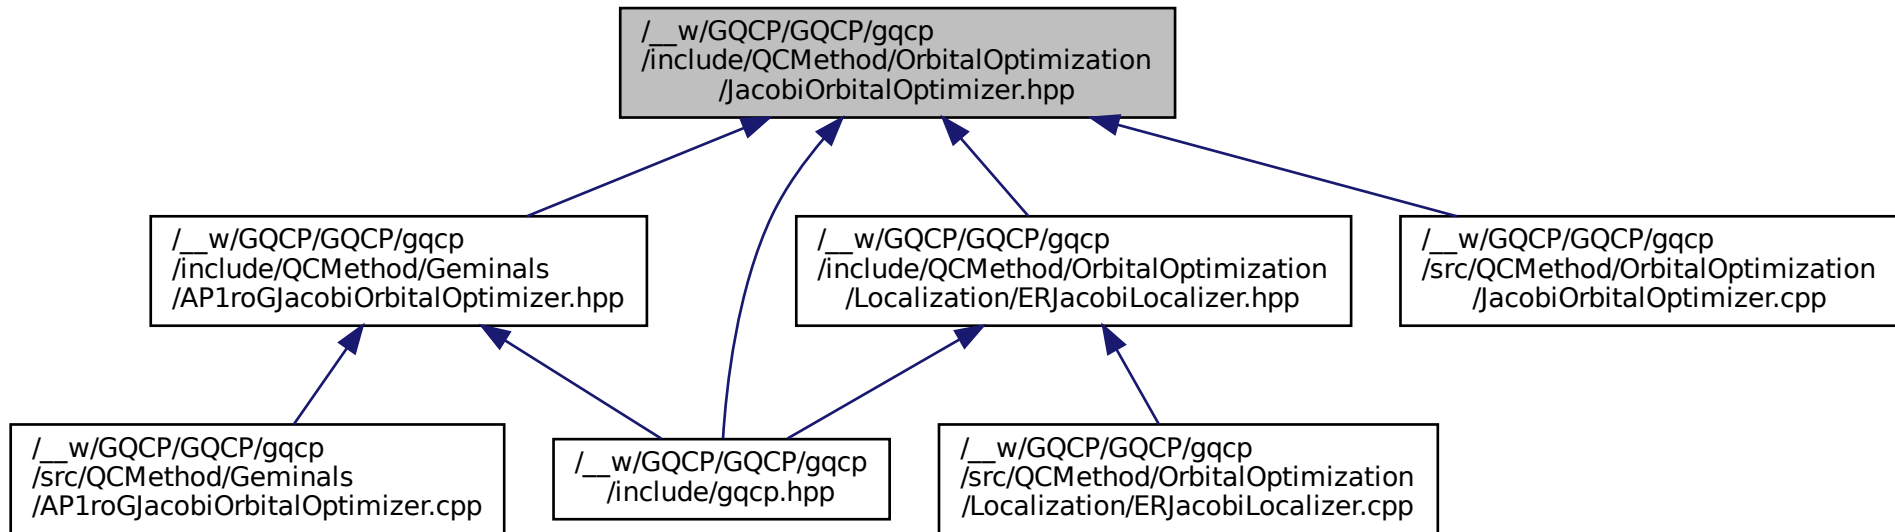 /__w/GQCP/GQCP/gqcp
/include/QCMethod/OrbitalOptimization
/JacobiOrbitalOptimizer.hpp
/__w/GQCP/GQCP/gqcp
/include/QCMethod/Geminals
/AP1roGJacobiOrbitalOptimizer.hpp
/__w/GQCP/GQCP/gqcp
/include/QCMethod/OrbitalOptimization
/Localization/ERJacobiLocalizer.hpp
/__w/GQCP/GQCP/gqcp
/src/QCMethod/OrbitalOptimization
/JacobiOrbitalOptimizer.cpp
/__w/GQCP/GQCP/gqcp
/src/QCMethod/Geminals
/AP1roGJacobiOrbitalOptimizer.cpp
/__w/GQCP/GQCP/gqcp
/include/gqcp.hpp
/__w/GQCP/GQCP/gqcp
/src/QCMethod/OrbitalOptimization
/Localization/ERJacobiLocalizer.cpp